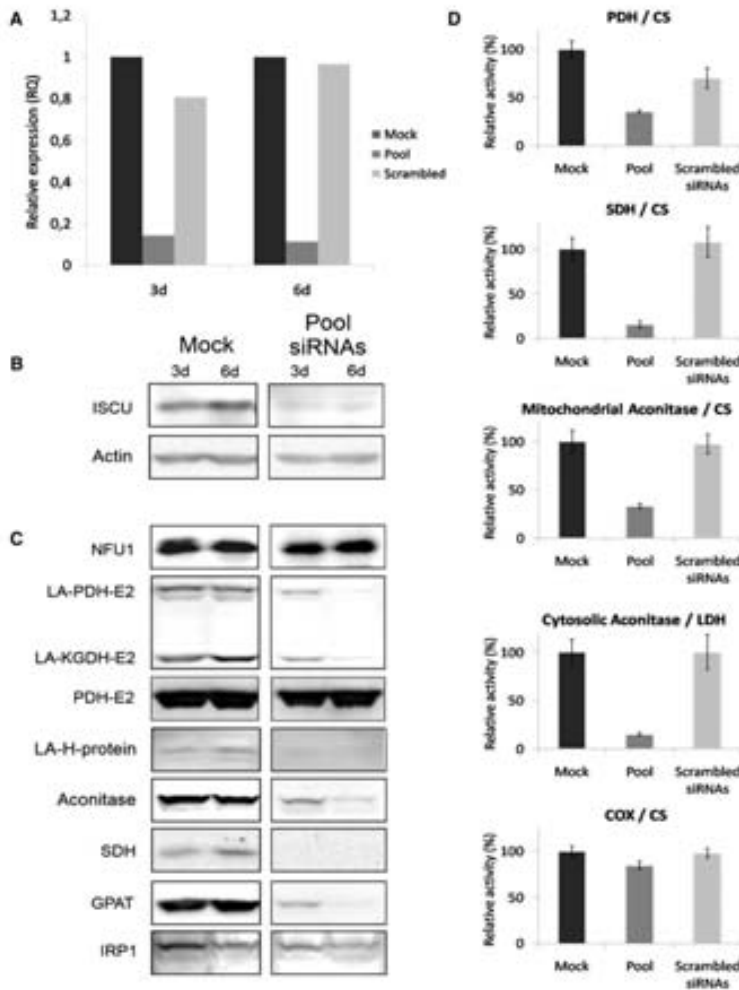 A
1,2
1
0,8
0,6
0,4
0,2
0
Relative expression (RQ)
3d
6d
Mock
Pool
Scrambled
B
Mock
Pool
siRNAs
3d 6d 3d 6d
ISCU
Actin
C
NFU1
LA-PDH-E2
LA-KGDH-E2
PDH-E2
LA-H-protein
Aconitase
SDH
GPAT
IRP1
D
PDH / CS
Relative activity (%)
100
50
0
Mock Pool Scrambled
siRNAs
SDH / CS
Relative activity (%)
100
50
0
Mock Pool Scrambled
siRNAs
Mitochondrial Aconitase / CS
Relative activity (%)
100
50
0
Mock Pool Scrambled
siRNAs
Cytosolic Aconitase / LDH
Relative activity (%)
100
50
0
Mock Pool Scrambled
siRNAs
COX / CS
Relative activity (%)
100
50
0
Mock Pool Scrambled
siRNAs